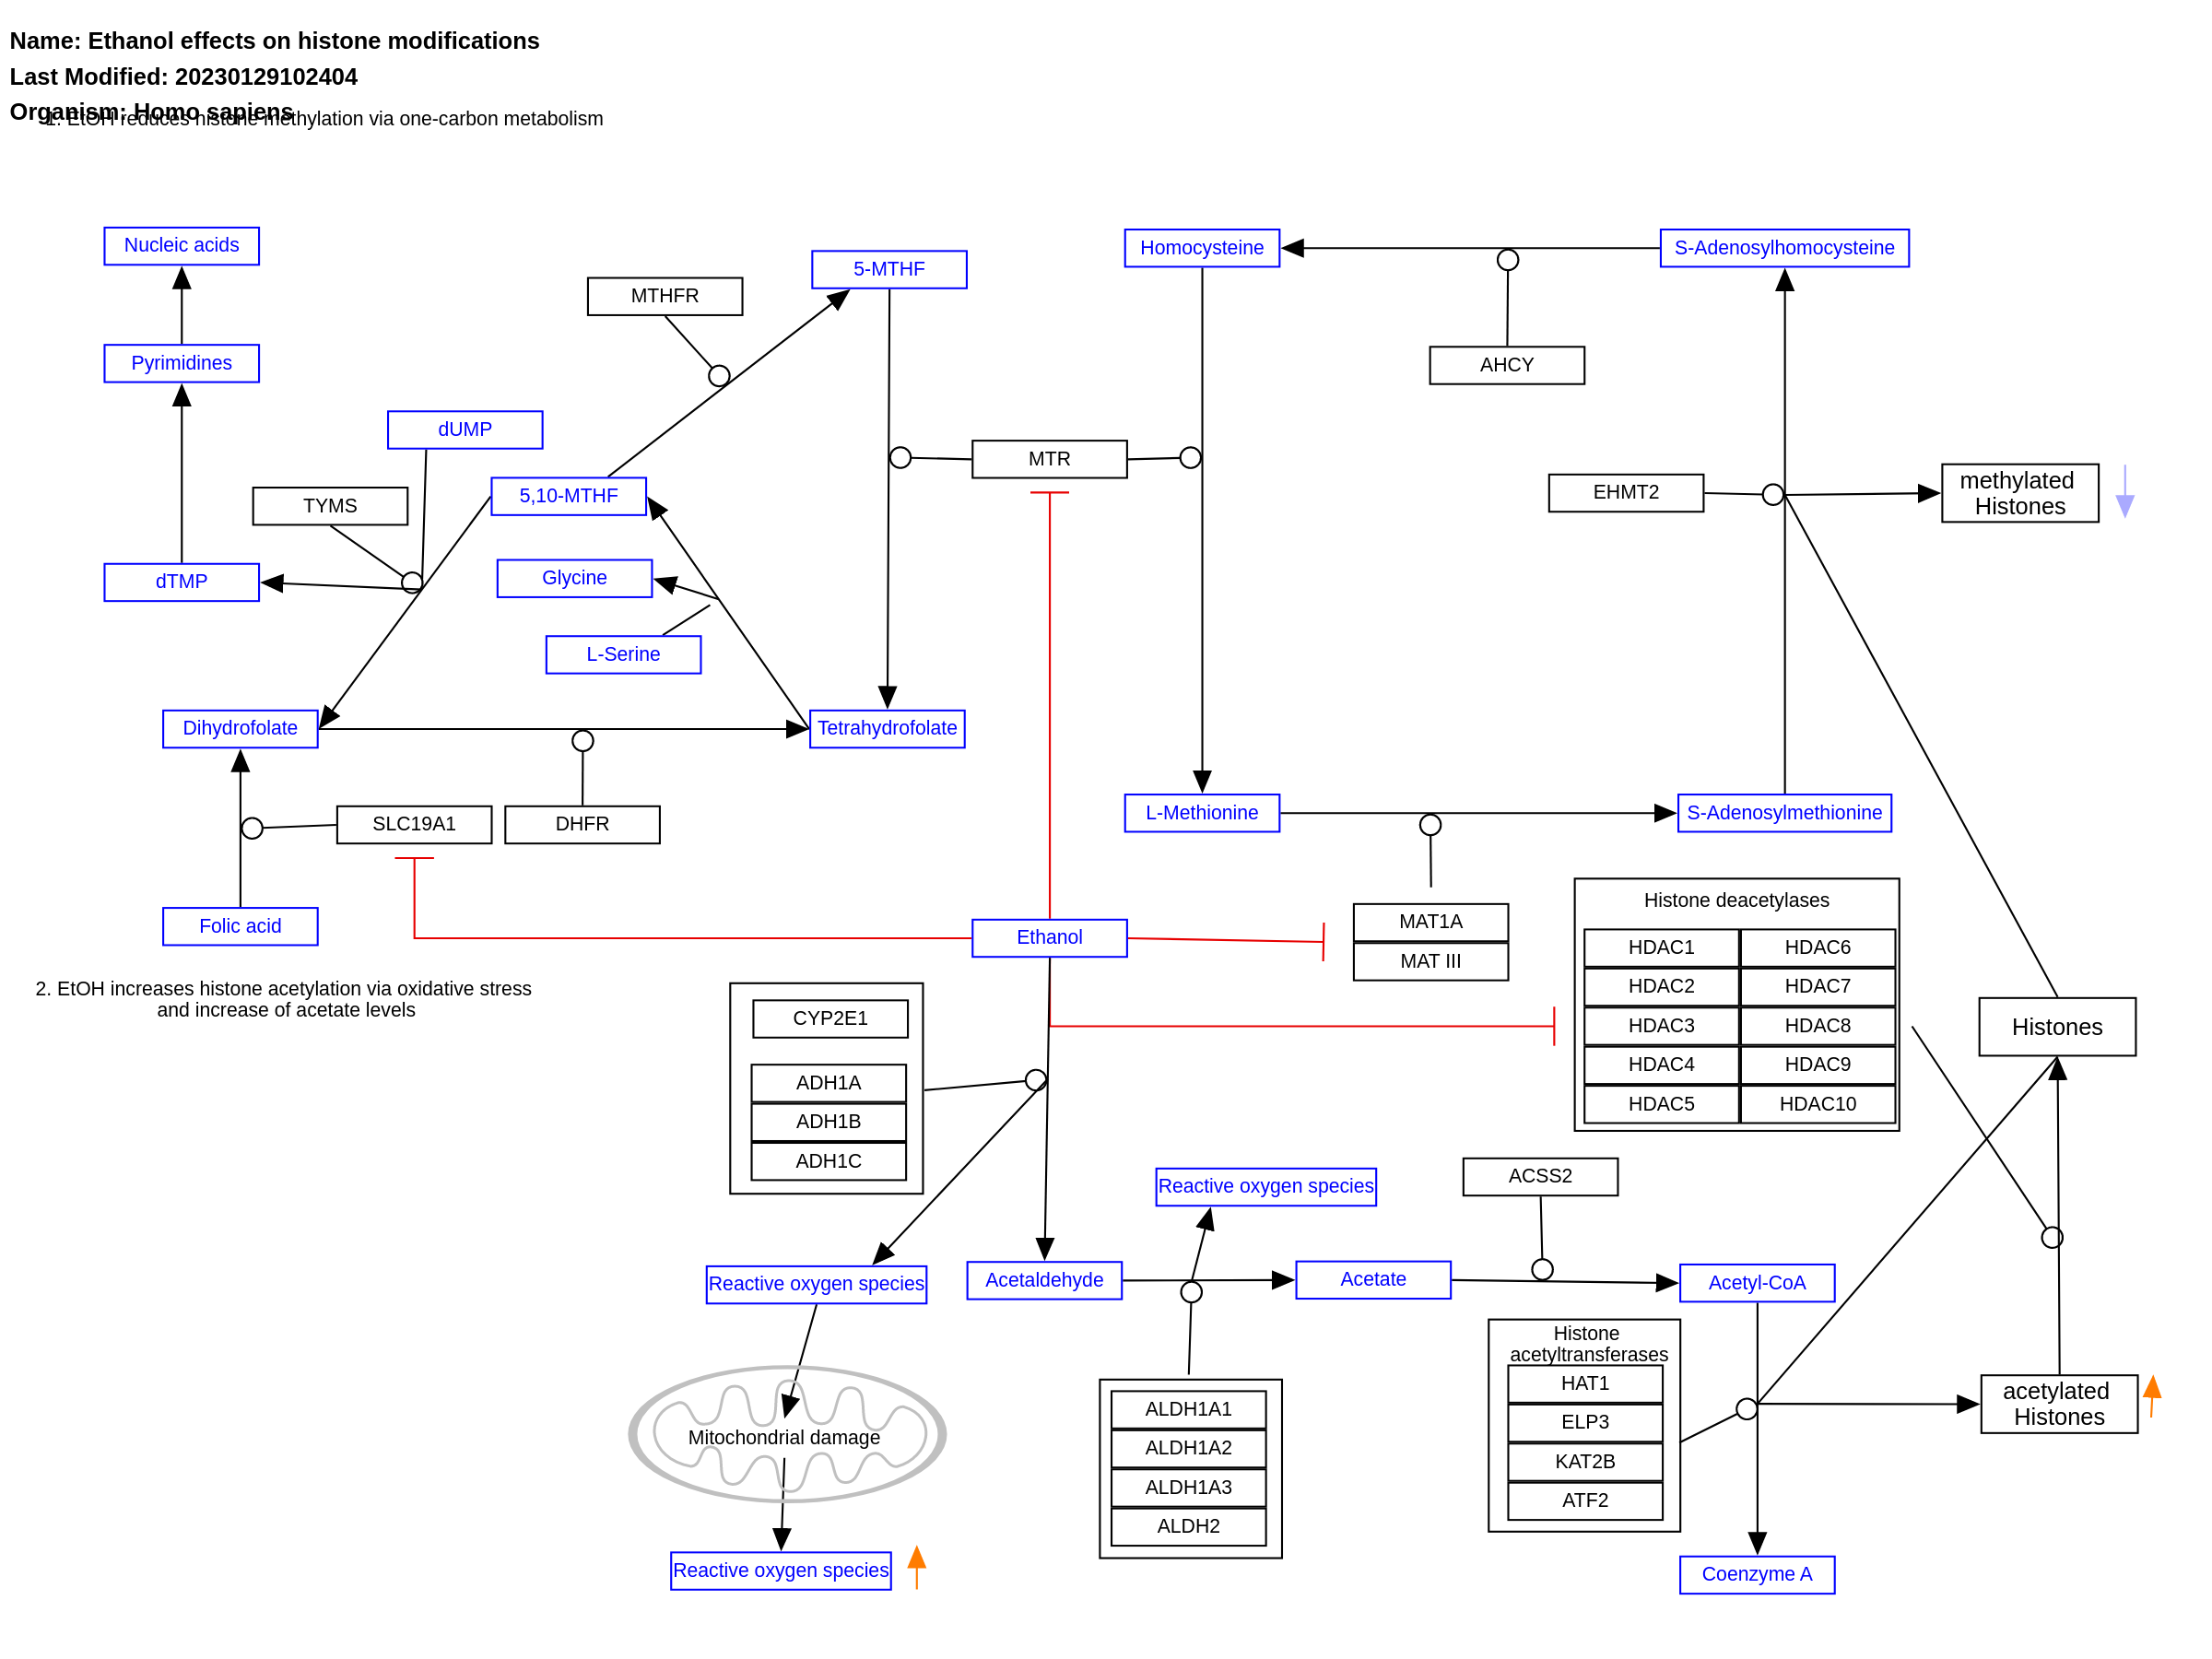 Name: Ethanol effects on histone modifications
Last Modified: 20230129102404
Organism: Homo sapiens
1. EtOH reduces histone methylation via one-carbon metabolism
Nucleic acids
Homocysteine
S-Adenosylhomocysteine
5-MTHF
MTHFR
Pyrimidines
AHCY
dUMP
MTR
methylated
Histones
EHMT2
5,10-MTHF
TYMS
Glycine
dTMP
L-Serine
Dihydrofolate
Tetrahydrofolate
L-Methionine
S-Adenosylmethionine
SLC19A1
DHFR
Histone deacetylases
Folic acid
Ethanol
MAT1A
MAT III
HDAC1
HDAC6
HDAC2
HDAC7
HDAC3
HDAC8
HDAC4
HDAC9
HDAC5
HDAC10
2. EtOH increases histone acetylation via oxidative stress
and increase of acetate levels
CYP2E1
Histones
ADH1A
ADH1B
ADH1C
Reactive oxygen species
ACSS2
Reactive oxygen species
Acetaldehyde
Acetate
Acetyl-CoA
Histone
acetyltransferases
HAT1
ELP3
KAT2B
ATF2
acetylated
Histones
ALDH1A1
ALDH1A2
ALDH1A3
ALDH2
Mitochondrial damage
Reactive oxygen species
Coenzyme A